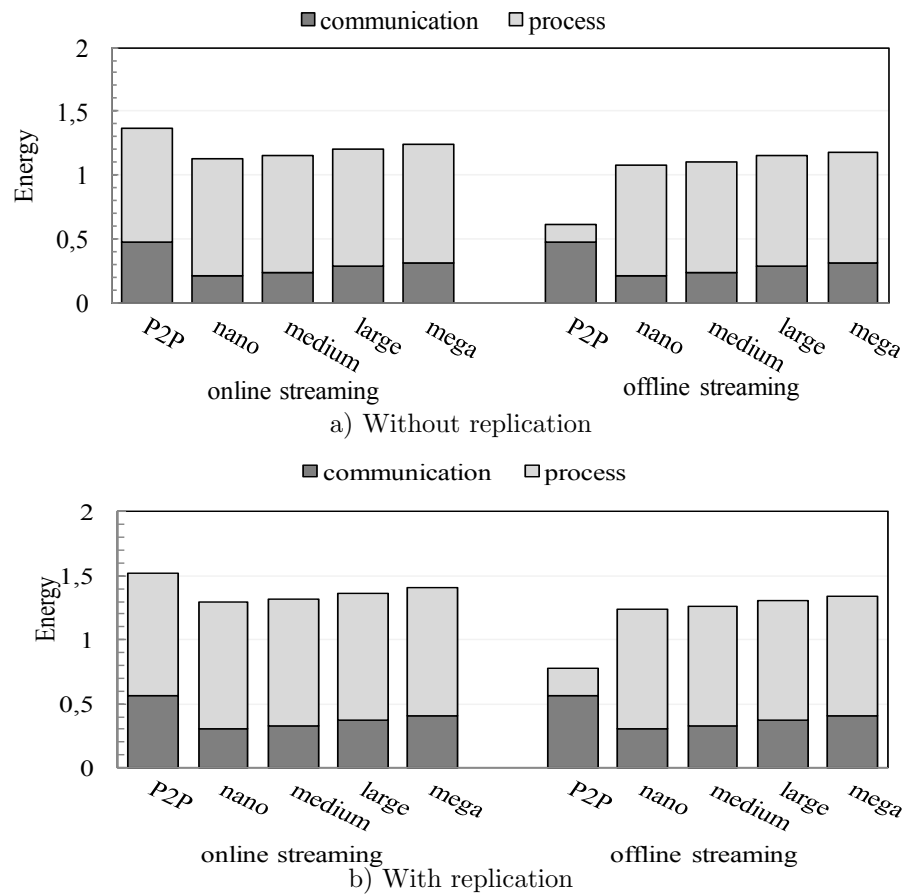 communication process
2
1,5
1
0,5
0
Energy
P2P nano medium large mega P2P nano medium large mega
online streaming offline streaming
a) Without replication
communication process
2
1,5
1
0,5
0
Energy
P2P nano medium large mega P2P nano medium large mega
online streaming offline streaming
b) With replication